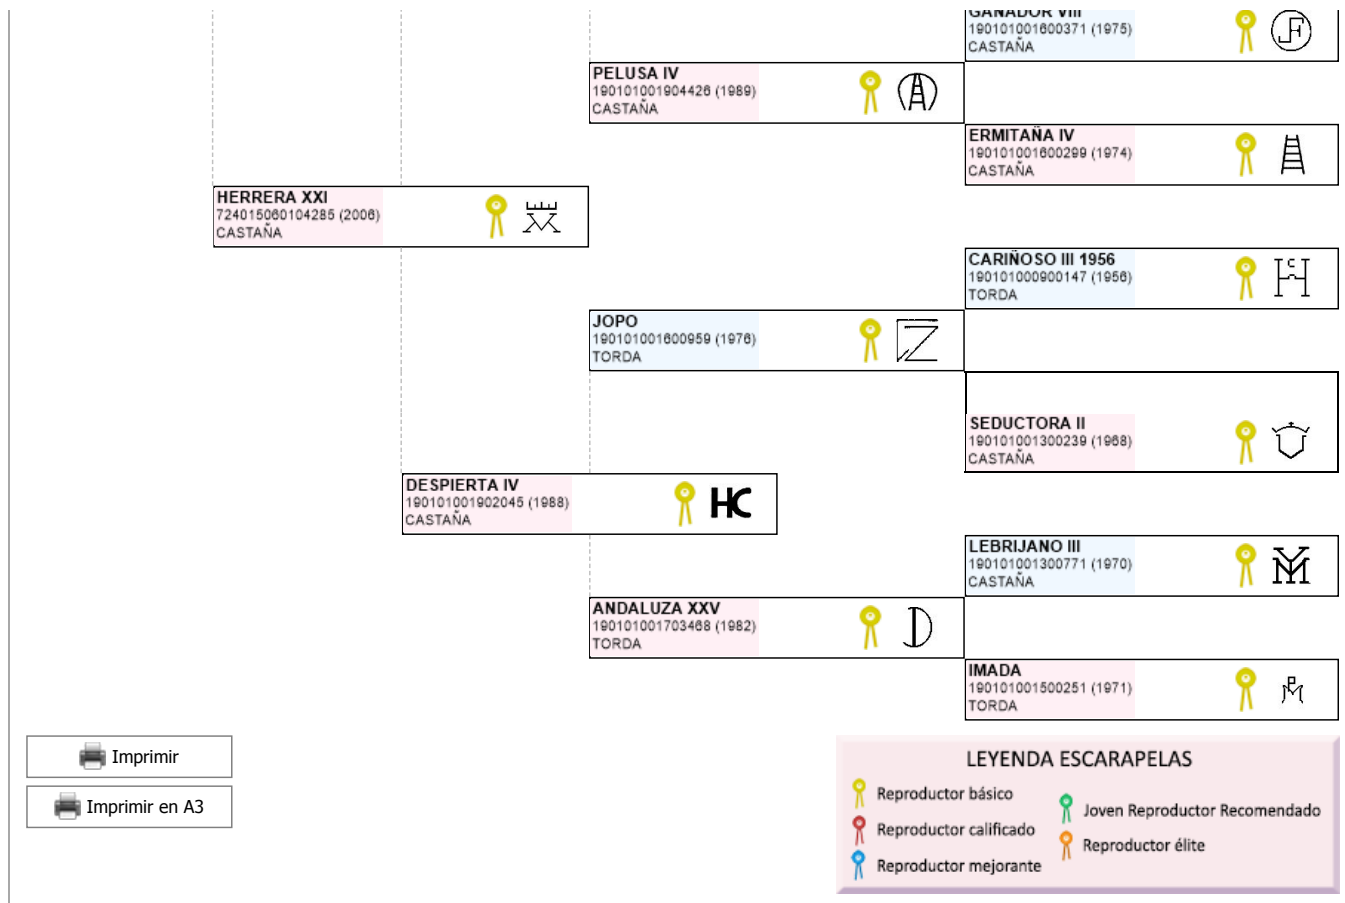 GANADOR VIII
190101001600371 (1975)
CASTAÑA
PELUSA IV
190101001904426 (1989)
CASTAÑA
ERMITAÑA IV
190101001600299 (1974)
CASTAÑA
HERRERA XXI
724015060104285 (2006)
CASTAÑA
CARIÑOSO III 1956
190101000900147 (1956)
TORDA
JOPO
190101001600959 (1976)
TORDA
SEDUCTORA II
190101001300239 (1968)
CASTAÑA
DESPIERTA IV
190101001902045 (1988)
CASTAÑA
HC
LEBRIJANO III
190101001300771 (1970)
CASTAÑA
ANDALUZA XXV
190101001703468 (1982)
TORDA
IMADA
190101001500251 (1971)
TORDA
Imprimir
Imprimir en A3
LEYENDA ESCARAPELAS
Reproductor básico
Reproductor calificado
Reproductor mejorante
Joven Reproductor Recomendado
Reproductor élite